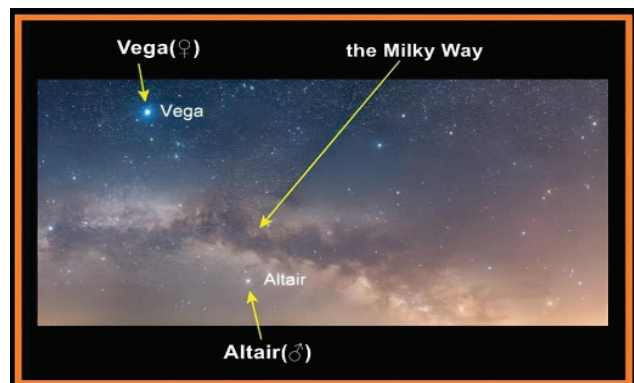 Vega(♀)
the Milky Way
Vega
Altair
Altair(♂)